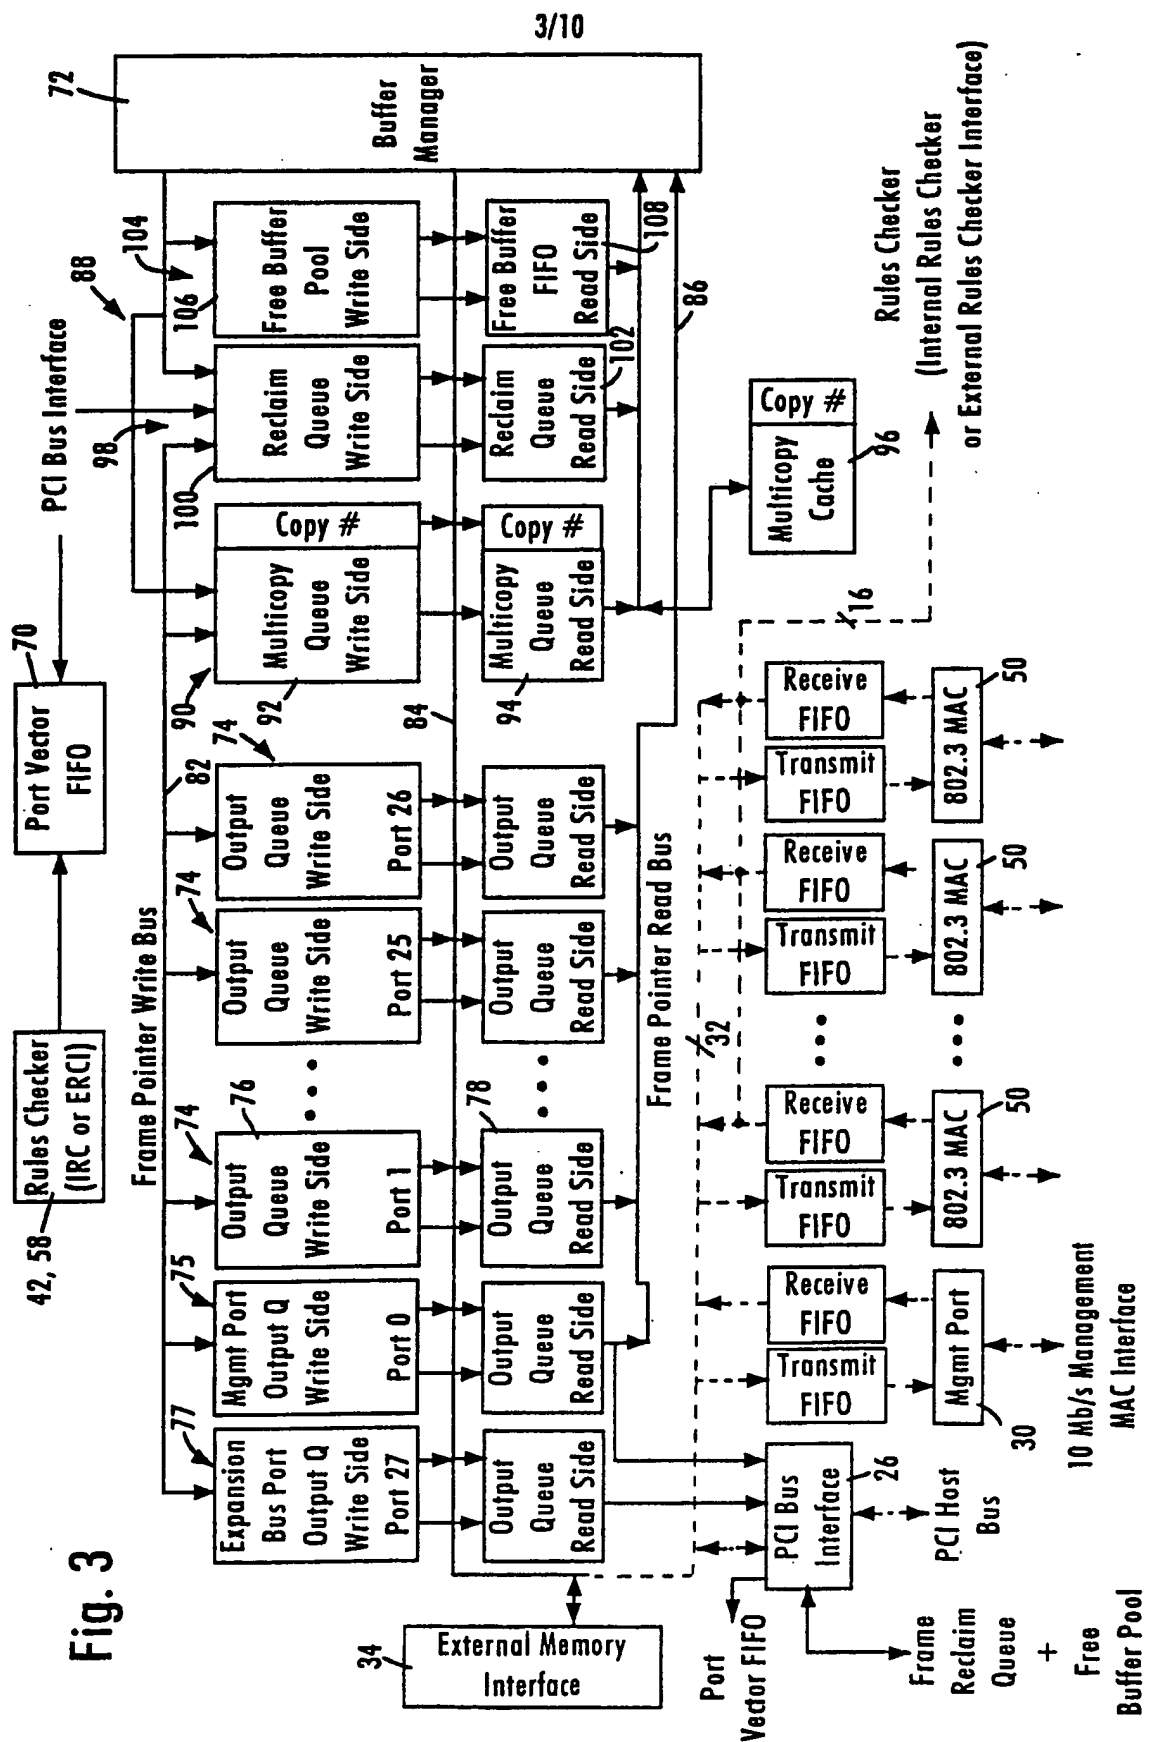 3/10
Fig. 3
42, 58
Rules Checker
(IRC or ERCI)
70
Port Vector
FIFO
PCI Bus Interface
88
72
Buffer
Manager
Frame Pointer Write Bus
82
98
104
77
Expansion
Bus Port
Output Q
Write Side
Port 27
75
Mgmt Port
Output Q
Write Side
Port 0
74
76
Output
Queue
Write Side
Port 1
74
Output
Queue
Write Side
Port 25
74
Output
Queue
Write Side
Port 26
90
92
Multicopy
Queue
Write Side
Copy #
100
Reclaim
Queue
Write Side
106
Free Buffer
Pool
Write Side
84
34
External Memory
Interface
Output
Queue
Read Side
Output
Queue
Read Side
78
Output
Queue
Read Side
Output
Queue
Read Side
Output
Queue
Read Side
94
Multicopy
Queue
Read Side
Copy #
Reclaim
Queue
Read Side
102
Free Buffer
FIFO
Read Side
108
Frame Pointer Read Bus
86
32
16
Multicopy
Cache
Copy #
96
Rules Checker
(Internal Rules Checker
or External Rules Checker Interface)
Port
Vector FIFO
PCI Bus
Interface
26
PCI Host
Bus
Frame
Reclaim
Queue
+
Free
Buffer Pool
Transmit
FIFO
Receive
FIFO
Mgmt Port
30
10 Mb/s Management
MAC Interface
Transmit
FIFO
Receive
FIFO
802.3 MAC
50
Transmit
FIFO
Receive
FIFO
802.3 MAC
50
Transmit
FIFO
Receive
FIFO
802.3 MAC
50